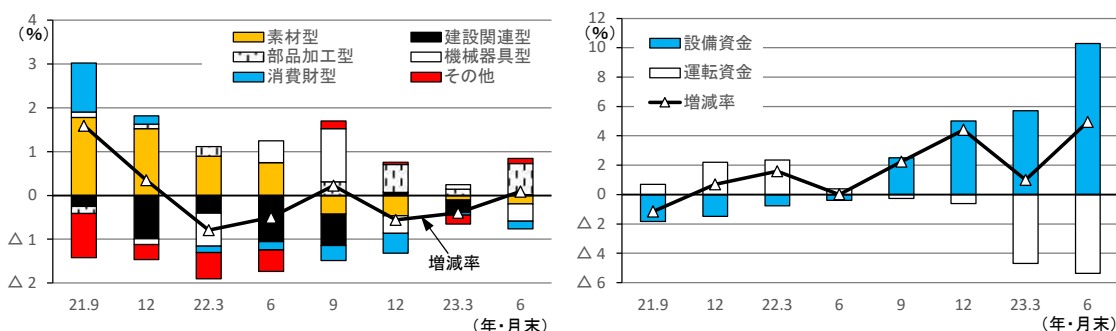 (%)
4
3
2
1
0
△ 1
△ 2
素材型
建設関連型
部品加工型
機械器具型
消費財型
その他
増減率
21.9 12 22.3 6 9 12 23.3 6
(年・月末)
(%)
12
10
8
6
4
2
0
△ 2
△ 4
△ 6
設備資金
運転資金
増減率
21.9 12 22.3 6 9 12 23.3 6
(年・月末)